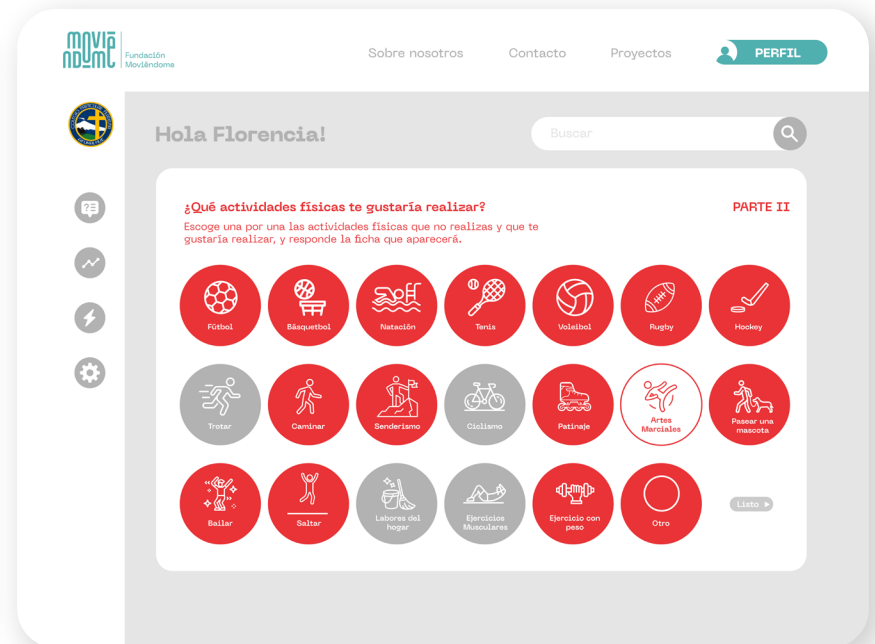 MOVIĒ
NDOME
Fundación
Moviéndome
Sobre nosotros
Contacto
Proyectos
PERFIL
Hola Florencia!
Buscar
¿Qué actividades físicas te gustaría realizar?
PARTE II
Escoge una por una las actividades físicas que no realizas y que te
gustaría realizar, y responde la ficha que aparecerá.
Fútbol
Básquetbol
Natación
Tenis
Voleibol
Rugby
Hockey
Trotar
Caminar
Senderismo
Ciclismo
Patinaje
Artes
Marciales
Pasear una
mascota
Bailar
Saltar
Labores del
hogar
Ejercicios
Musculares
Ejercicio con
peso
Otro
Listo